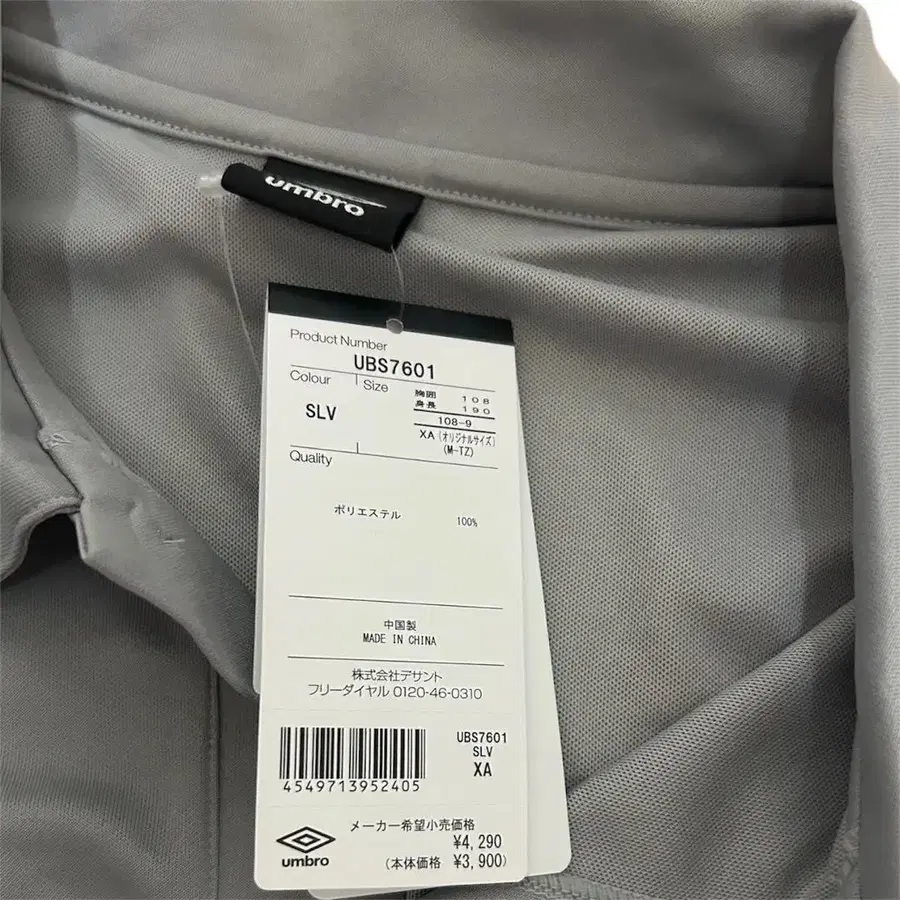 umbro
Product Number
UBS7601
Colour
Size
SLV
胸囲 108
身長 190
108-9
XA (オリジナルサイズ)
(M-TZ)
Quality
ポリエステル 100%
中国製
MADE IN CHINA
株式会社デサント
フリーダイヤル 0120-46-0310
UBS7601
SLV
XA
4549713952405
メーカー希望小売価格
¥4,290
(本体価格 ¥3,900)
umbro